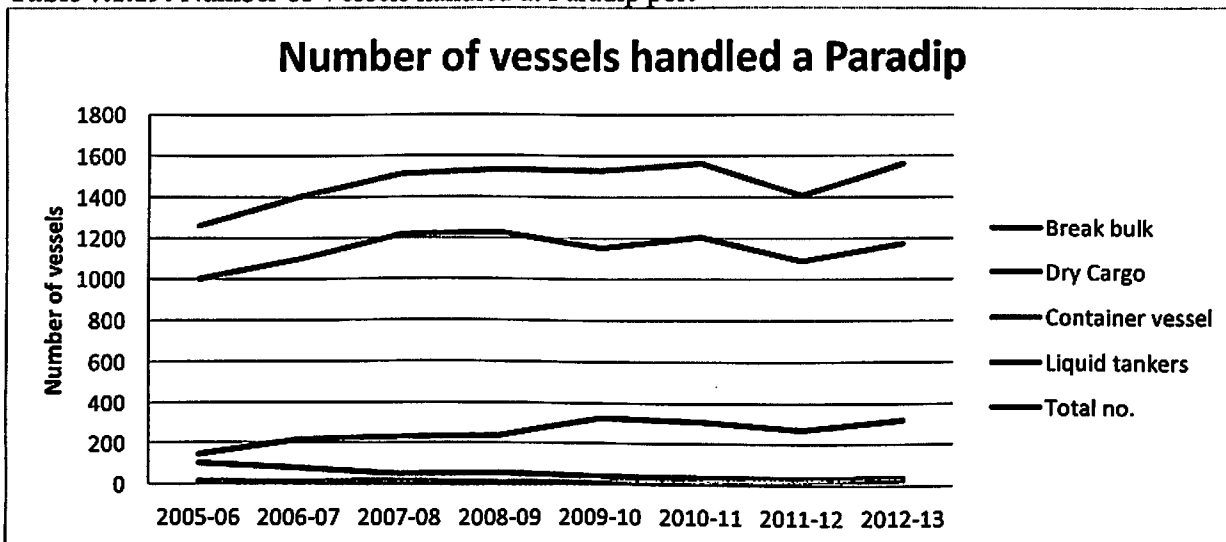 Number of vessels handled a Paradip
Number of vessels
1800
1600
1400
1200
1000
800
600
400
200
0
2005-06 2006-07 2007-08 2008-09 2009-10 2010-11 2011-12 2012-13
Break bulk
Dry Cargo
Container vessel
Liquid tankers
Total no.